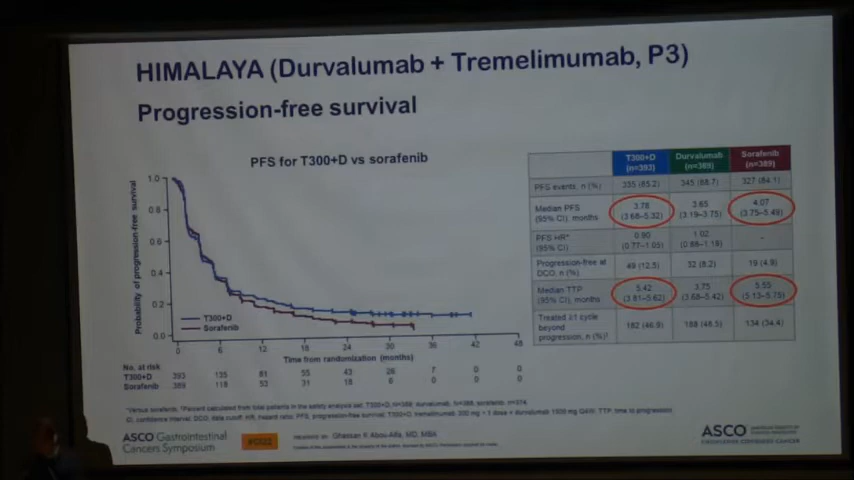 HIMALAYA (Durvalumab + Tremelimumab, P3)
Progression-free survival
PFS for T300+D vs sorafenib
Probability of progression-free survival
1.0
0.8
0.6
0.4
0.2
0.0
T300+D
Sorafenib
0 6 12 18 24 30 36 42 48
Time from randomization (months)
No. at risk
T300+D 393 135 81 55 43 26 7 0 0
Sorafenib 389 118 52 31 18 6 0 0 0
T300+D (n=393) Durvalumab (n=389) Sorafenib (n=389)
PFS events, n (%) 335 (85.2) 345 (88.7) 327 (84.1)
Median PFS (95% CI), months 3.78 (3.68–5.32) 3.65 (3.19–3.75) 4.07 (3.75–5.49)
PFS HR* (95% CI) 0.90 (0.77–1.05) 1.02 (0.88–1.19) –
Progression-free at DCO, n (%) 49 (12.5) 32 (8.2) 19 (4.9)
Median TTP (95% CI), months 5.42 (3.81–5.62) 3.75 (3.68–5.42) 5.55 (5.13–5.75)
Treated ≥1 cycle beyond progression, n (%) 182 (46.9) 188 (48.5) 134 (34.4)
ASCO Gastrointestinal
Cancers Symposium
Ghassan K Abou-Alfa, MD, MBA
ASCO